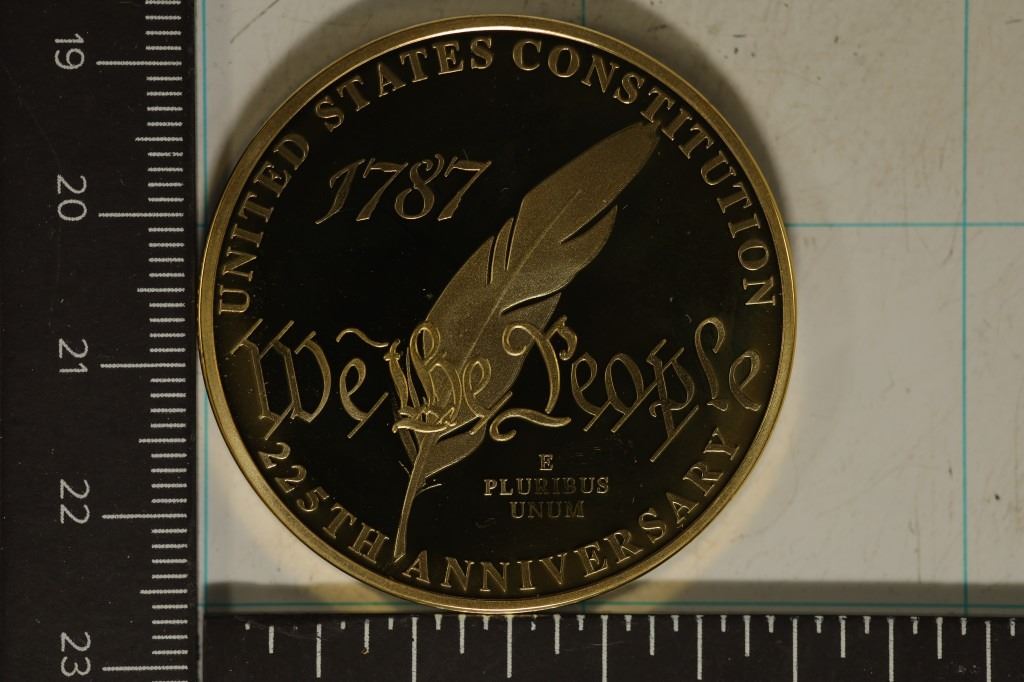 UNITED STATES CONSTITUTION
1787
We the People
E
PLURIBUS
UNUM
225TH ANNIVERSARY
19
20
21
22
23